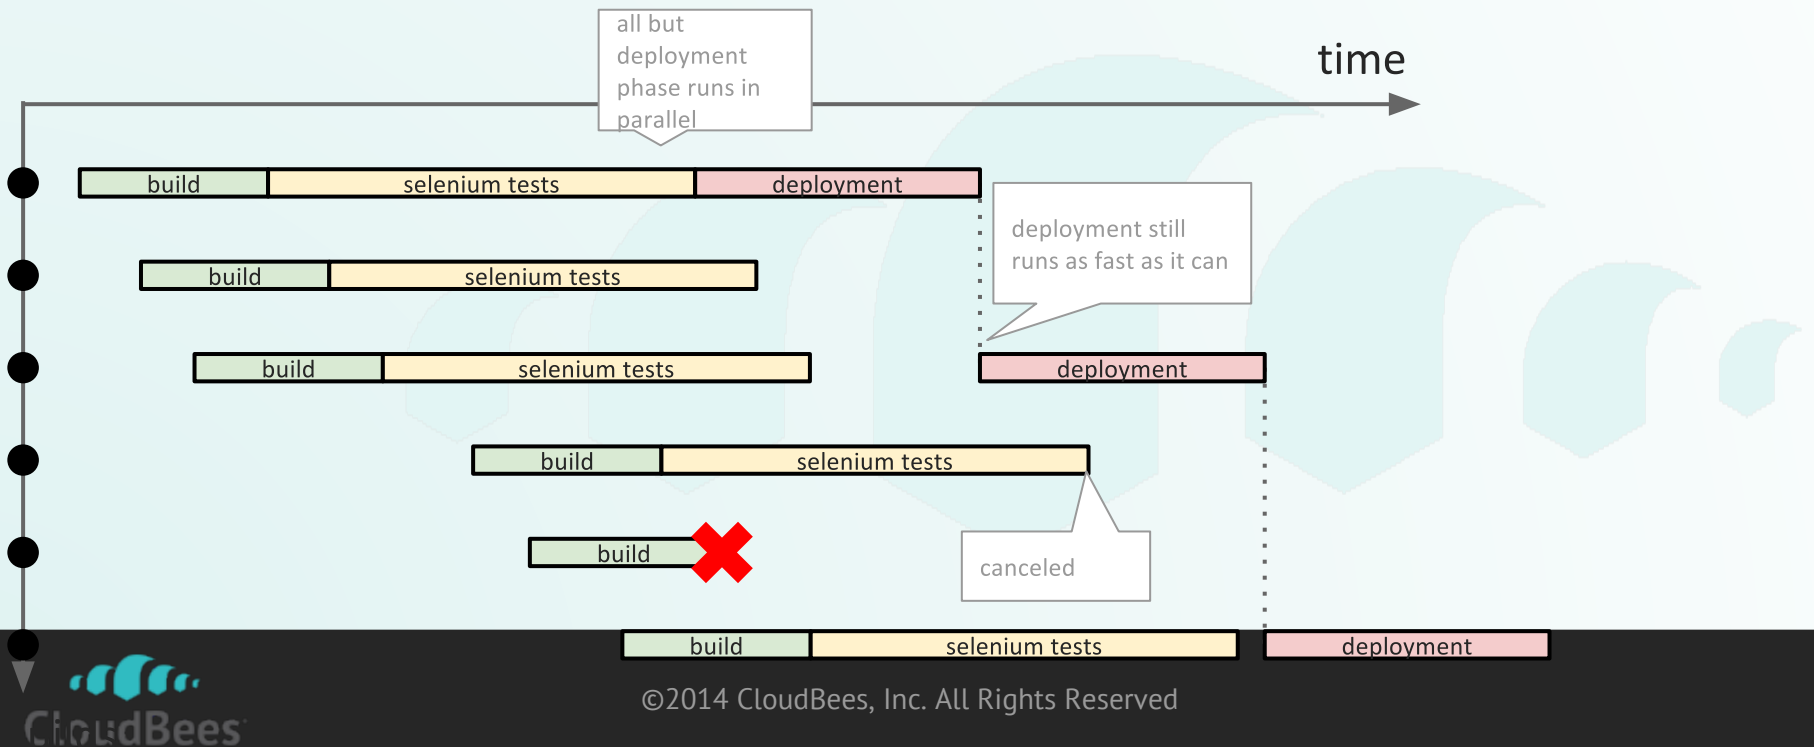 all but
deployment
phase runs in
parallel
time
build
selenium tests
deployment
deployment still
runs as fast as it can
build
selenium tests
build
selenium tests
deployment
build
selenium tests
build
canceled
build
selenium tests
deployment
©2014 CloudBees, Inc. All Rights Reserved
CloudBees